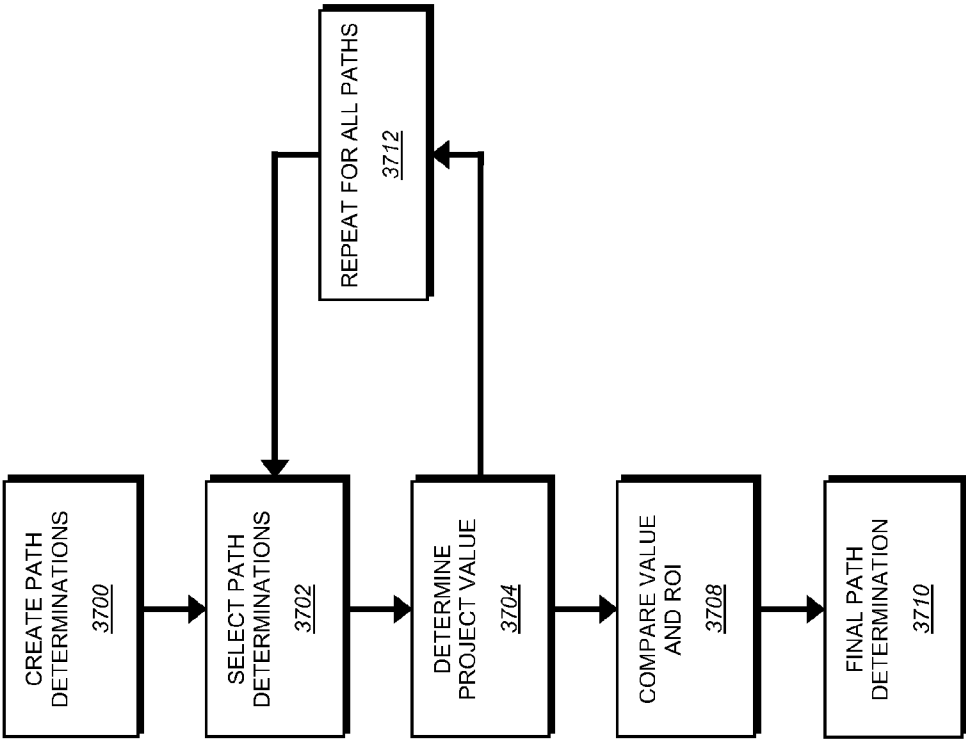 CREATE PATH
DETERMINATIONS
3700
SELECT PATH
DETERMINATIONS
3702
DETERMINE
PROJECT VALUE
3704
COMPARE VALUE
AND ROI
3708
FINAL PATH
DETERMINATION
3710
REPEAT FOR ALL PATHS
3712